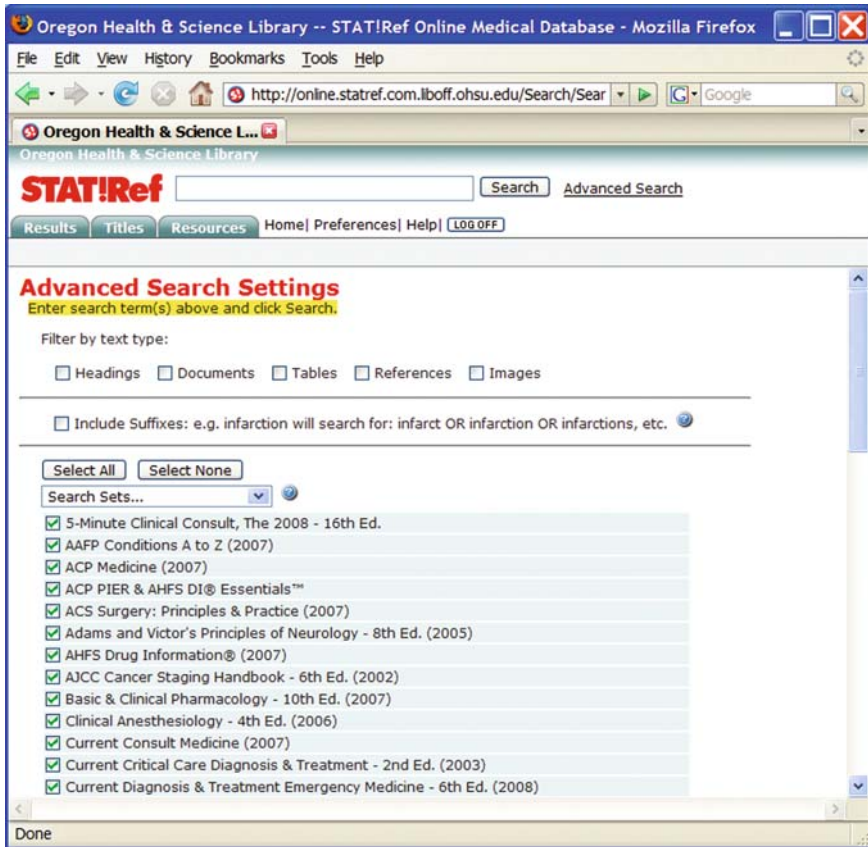 Oregon Health & Science Library -- STAT!Ref Online Medical Database - Mozilla Firefox
File Edit View History Bookmarks Tools Help
http://online.statref.com.liboff.ohsu.edu/Search/Sear G Google
Oregon Health & Science L...
Oregon Health & Science Library
STAT!Ref Search Advanced Search
Results Titles Resources Home| Preferences| Help| LOG OFF
Advanced Search Settings
Enter search term(s) above and click Search.
Filter by text type:
Headings Documents Tables References Images
Include Suffixes: e.g. infarction will search for: infarct OR infarction OR infarctions, etc. ?
Select All Select None
Search Sets... ?
5-Minute Clinical Consult, The 2008 - 16th Ed.
AAFP Conditions A to Z (2007)
ACP Medicine (2007)
ACP PIER & AHFS DI® Essentials™
ACS Surgery: Principles & Practice (2007)
Adams and Victor's Principles of Neurology - 8th Ed. (2005)
AHFS Drug Information® (2007)
AJCC Cancer Staging Handbook - 6th Ed. (2002)
Basic & Clinical Pharmacology - 10th Ed. (2007)
Clinical Anesthesiology - 4th Ed. (2006)
Current Consult Medicine (2007)
Current Critical Care Diagnosis & Treatment - 2nd Ed. (2003)
Current Diagnosis & Treatment Emergency Medicine - 6th Ed. (2008)
Done